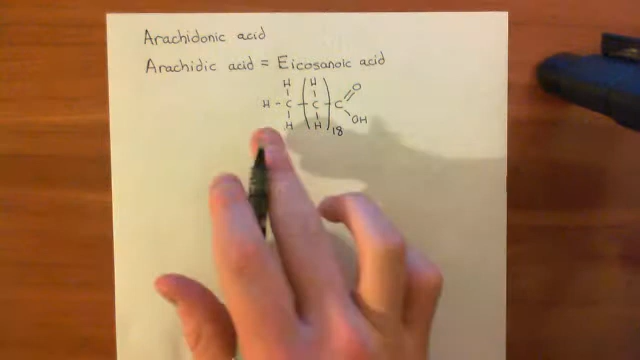 Arachidonic acid
Arachidic acid = Eicosanoic acid
H H O
H - C - ( C ) - C
H H 18 OH